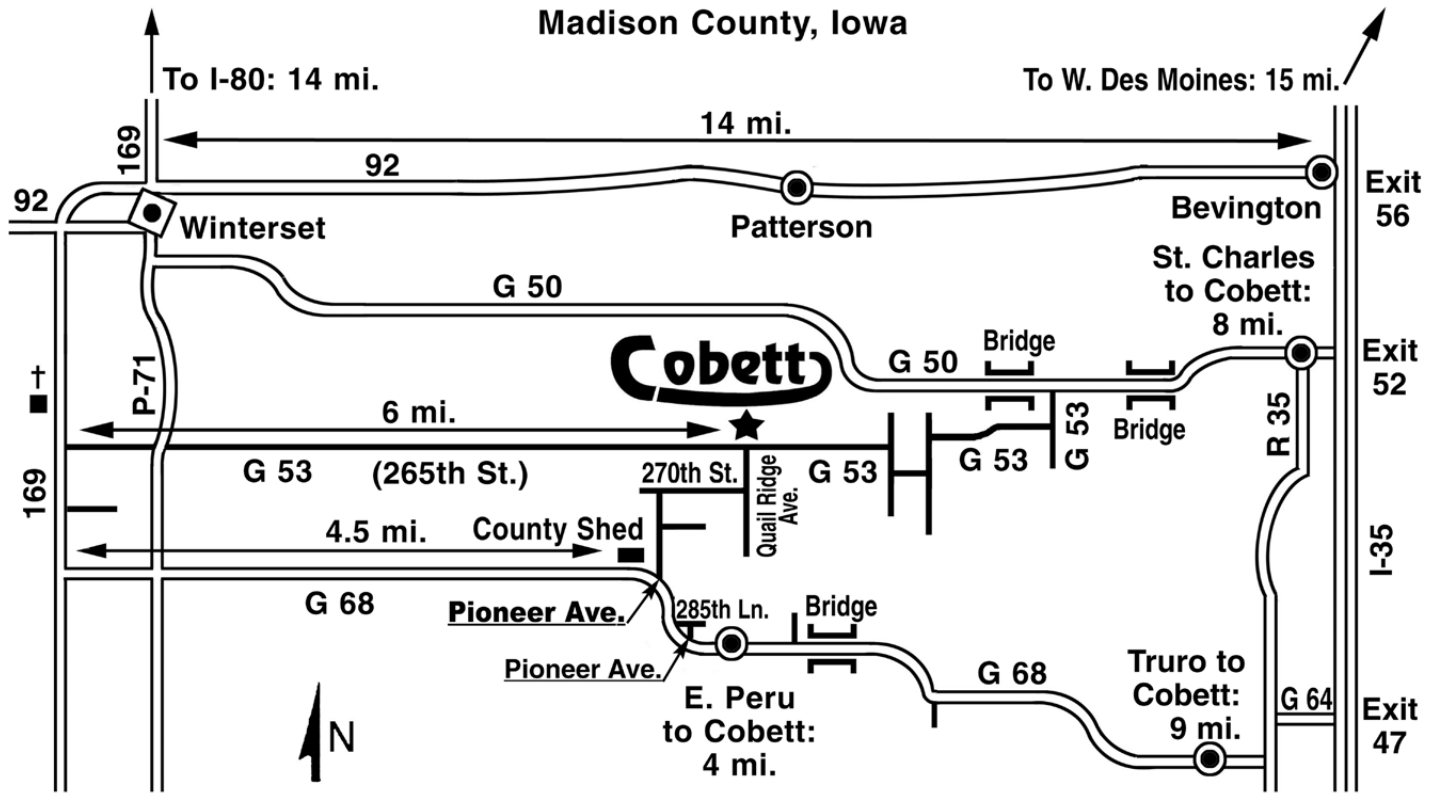 Madison County, Iowa
To I-80: 14 mi.
To W. Des Moines: 15 mi.
14 mi.
169
92
92
Winterset
Patterson
Bevington
Exit
56
St. Charles
to Cobett:
8 mi.
G 50
Cobett
Bridge
G 50
Exit
52
P-71
6 mi.
G 53
Bridge
R 35
G 53
(265th St.)
270th St.
Quail Ridge
Ave.
G 53
G 53
169
4.5 mi.
County Shed
I-35
G 68
Pioneer Ave.
285th Ln.
Bridge
Pioneer Ave.
E. Peru
to Cobett:
4 mi.
G 68
Truro to
Cobett:
9 mi.
G 64
Exit
47
N